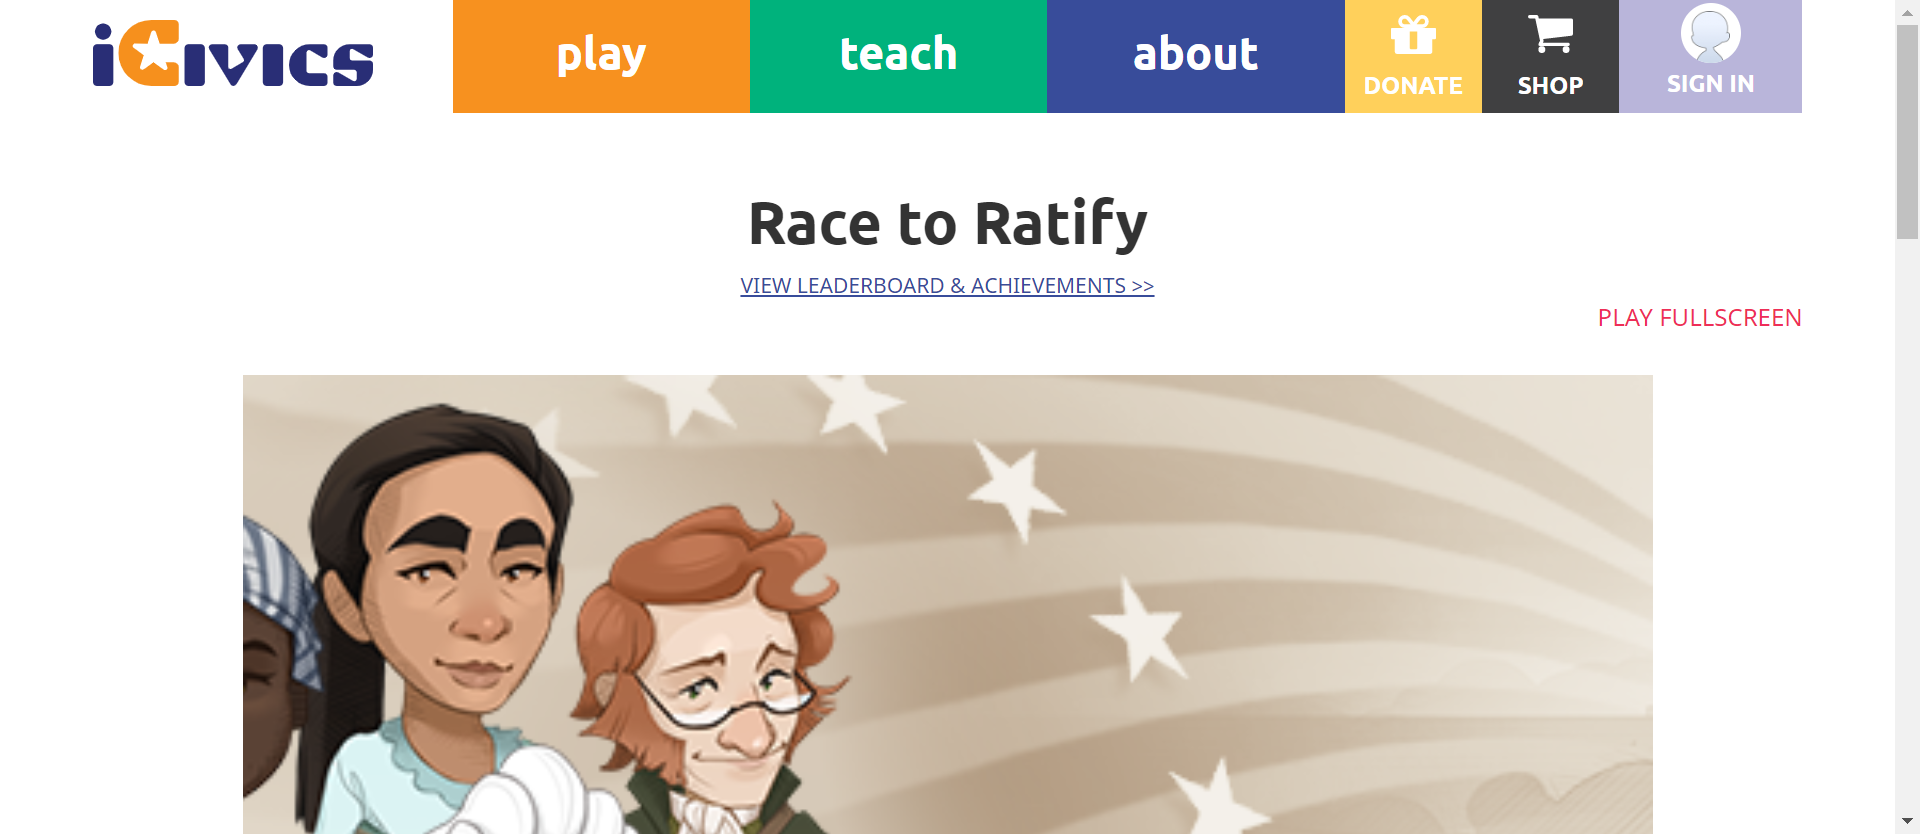 iCivics
play
teach
about
DONATE
SHOP
SIGN IN
Race to Ratify
VIEW LEADERBOARD & ACHIEVEMENTS >>
PLAY FULLSCREEN